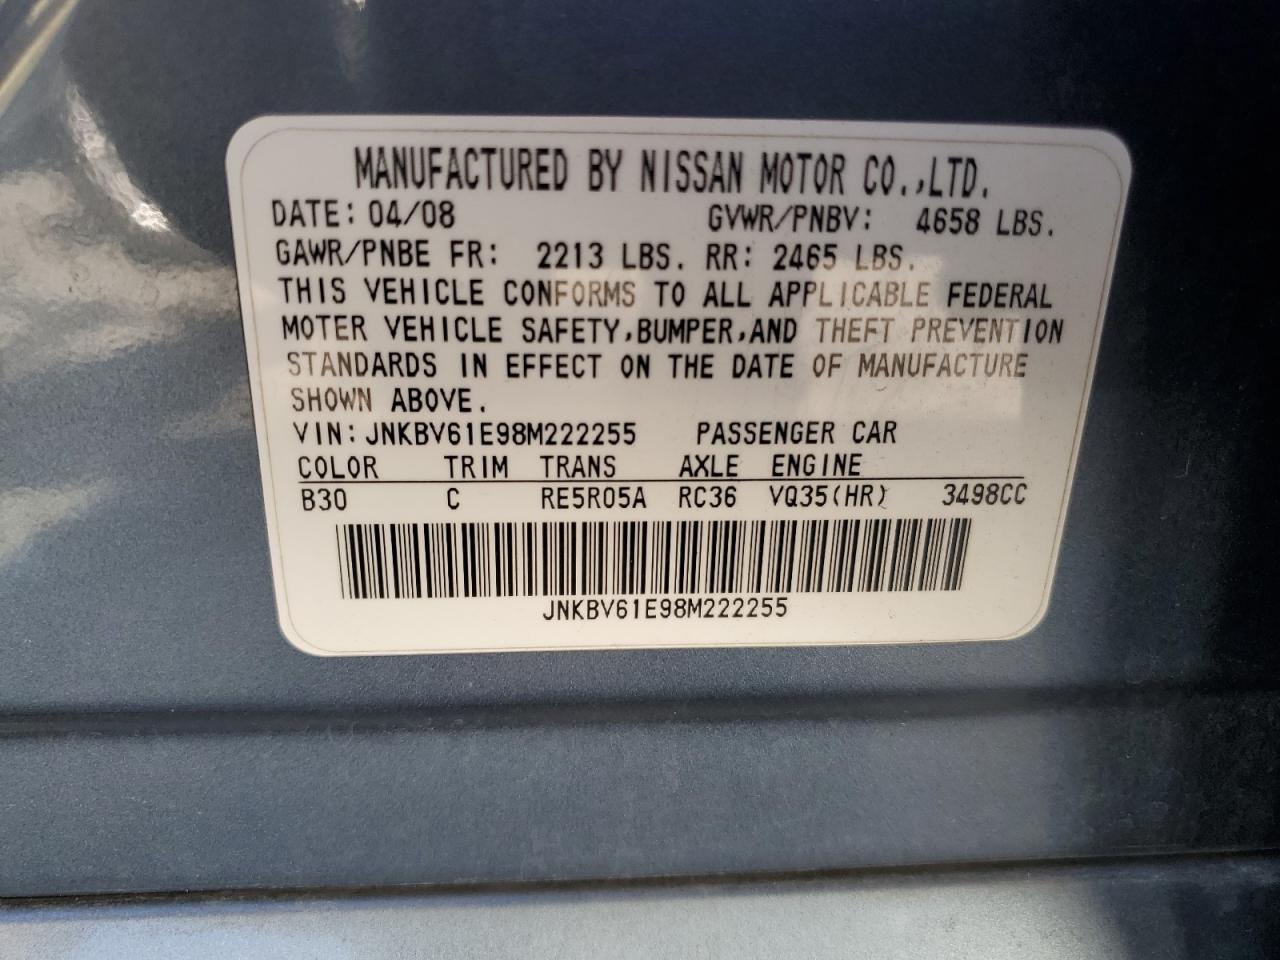 MANUFACTURED BY NISSAN MOTOR CO.,LTD.
DATE: 04/08 GVWR/PNBV: 4658 LBS.
GAWR/PNBE FR: 2213 LBS. RR: 2465 LBS.
THIS VEHICLE CONFORMS TO ALL APPLICABLE FEDERAL
MOTER VEHICLE SAFETY,BUMPER,AND THEFT PREVENTION
STANDARDS IN EFFECT ON THE DATE OF MANUFACTURE
SHOWN ABOVE.
VIN: JNKBV61E98M222255 PASSENGER CAR
COLOR TRIM TRANS AXLE ENGINE
B30 C RE5R05A RC36 VQ35(HR) 3498CC
JNKBV61E98M222255